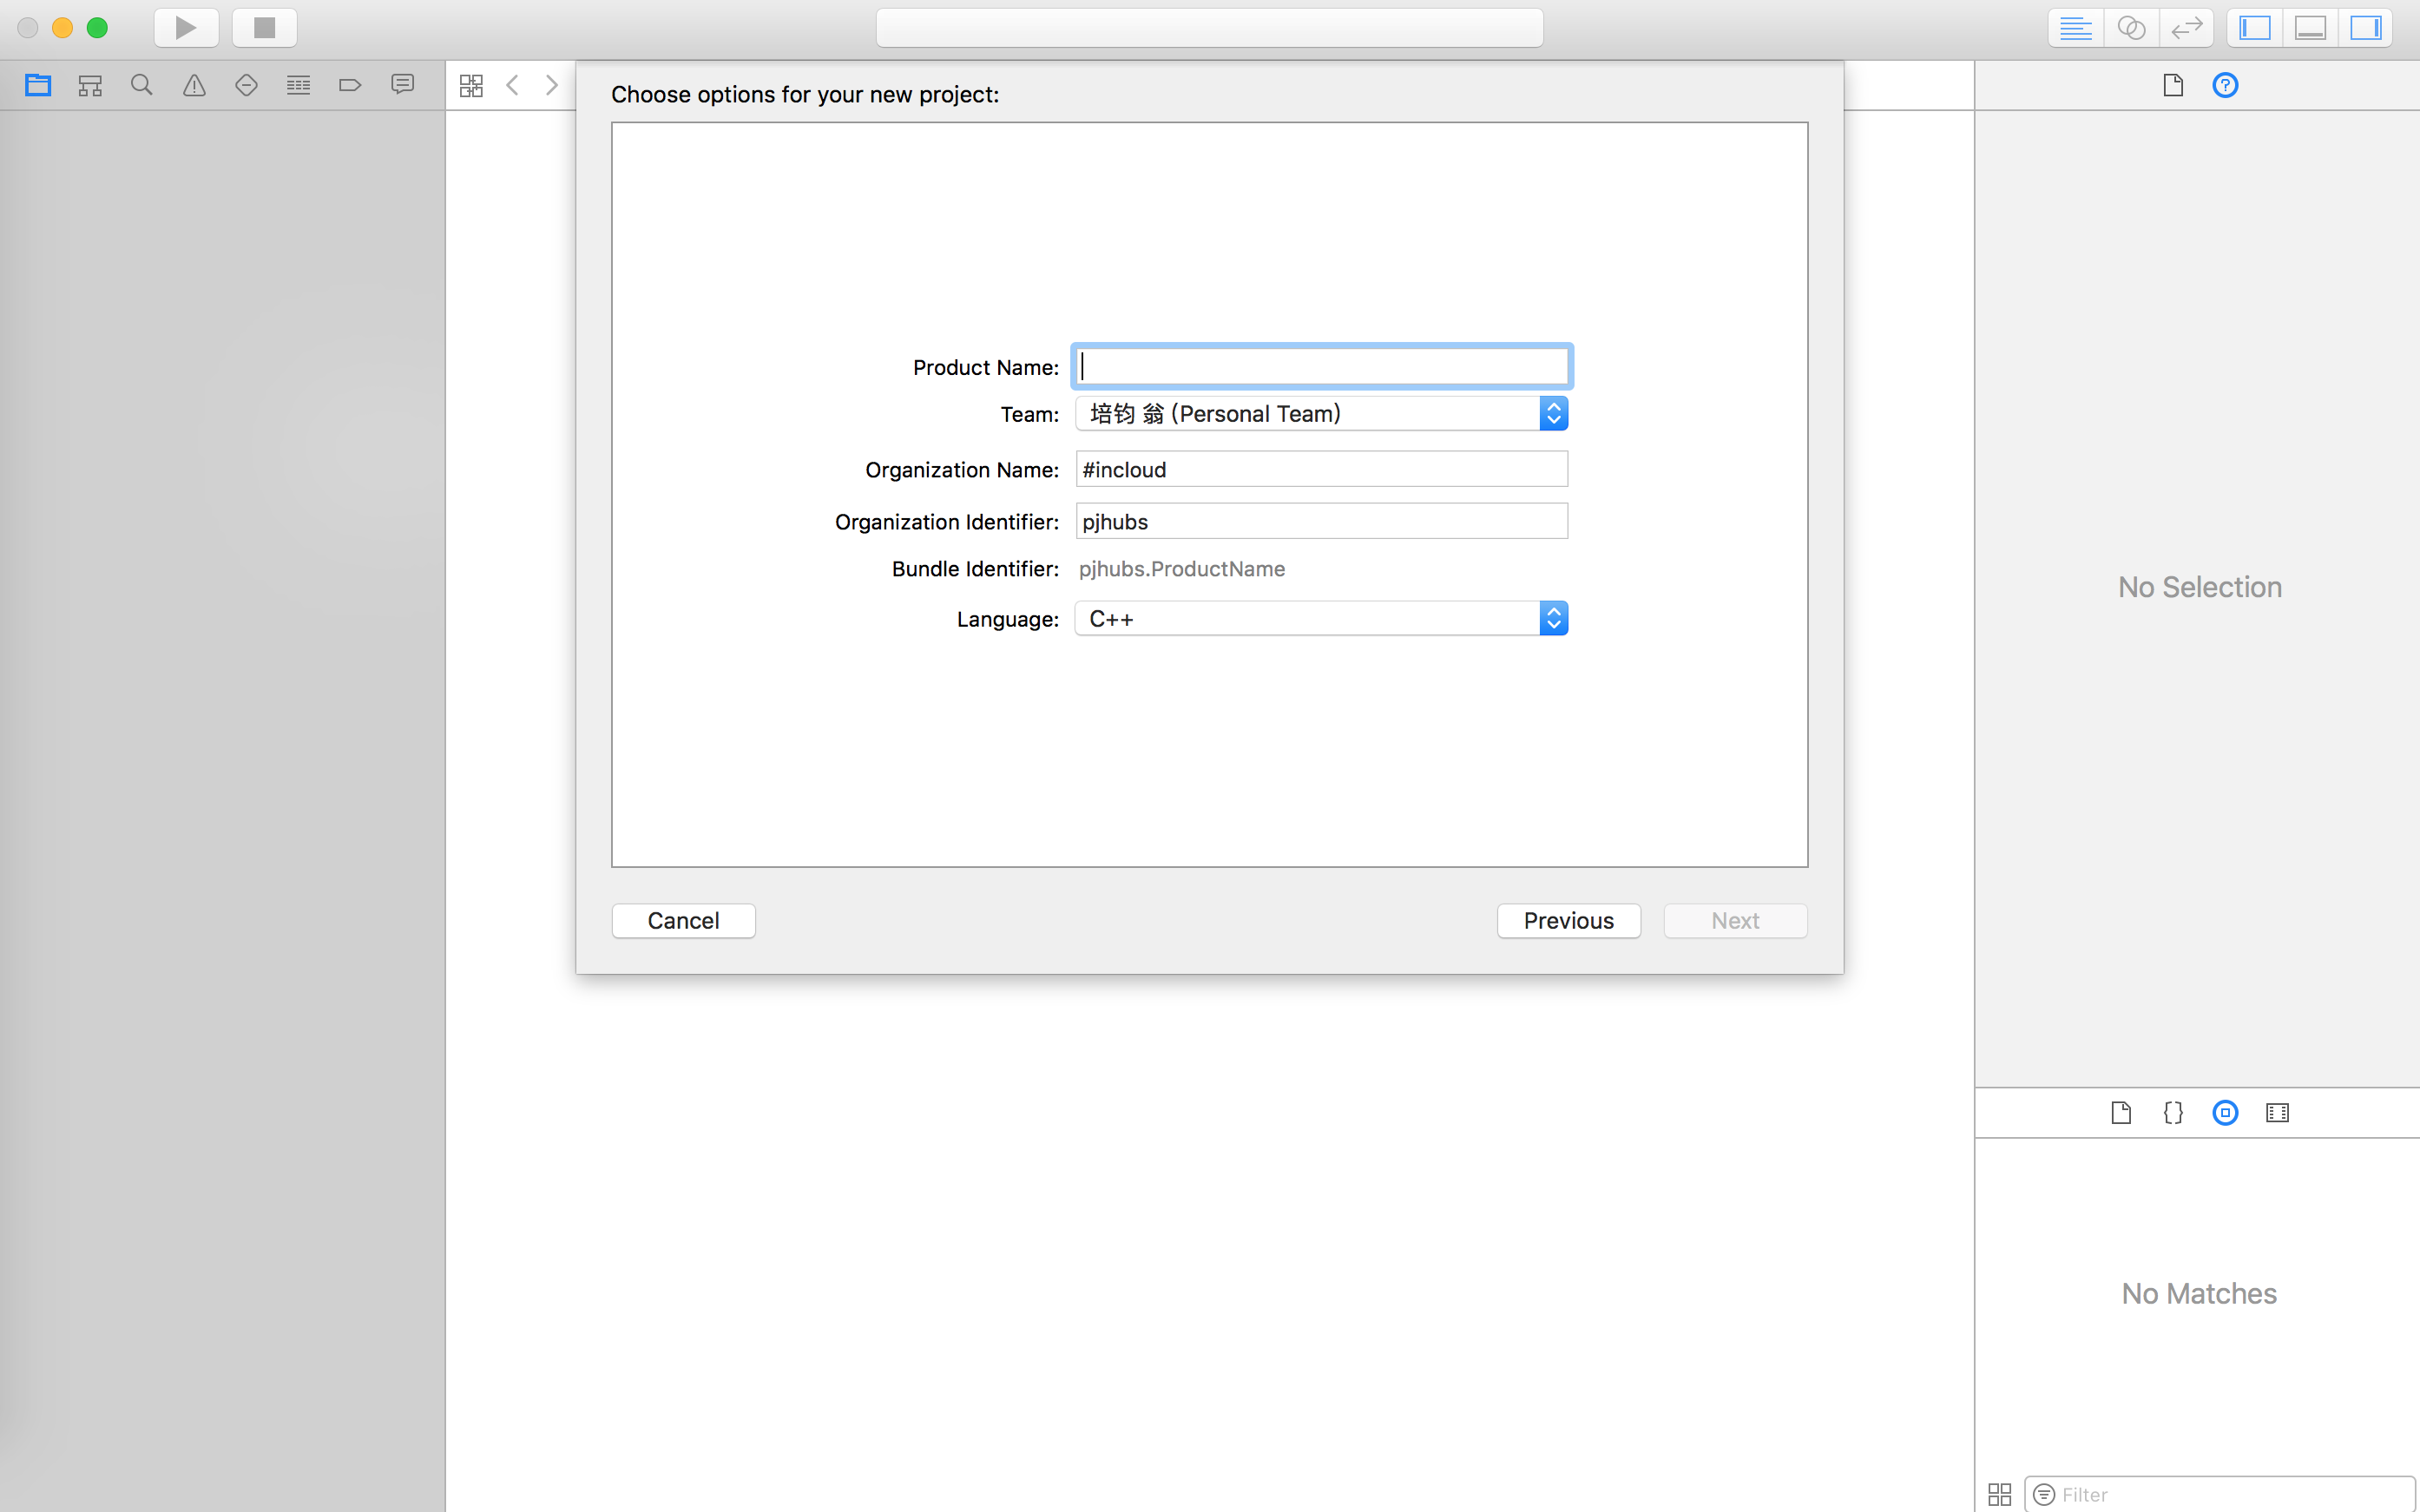 Choose options for your new project:
Product Name:
Team: 培钧 翁 (Personal Team)
Organization Name: #incloud
Organization Identifier: pjhubs
Bundle Identifier: pjhubs.ProductName
Language: C++
Cancel
Previous
Next
No Selection
No Matches
Filter